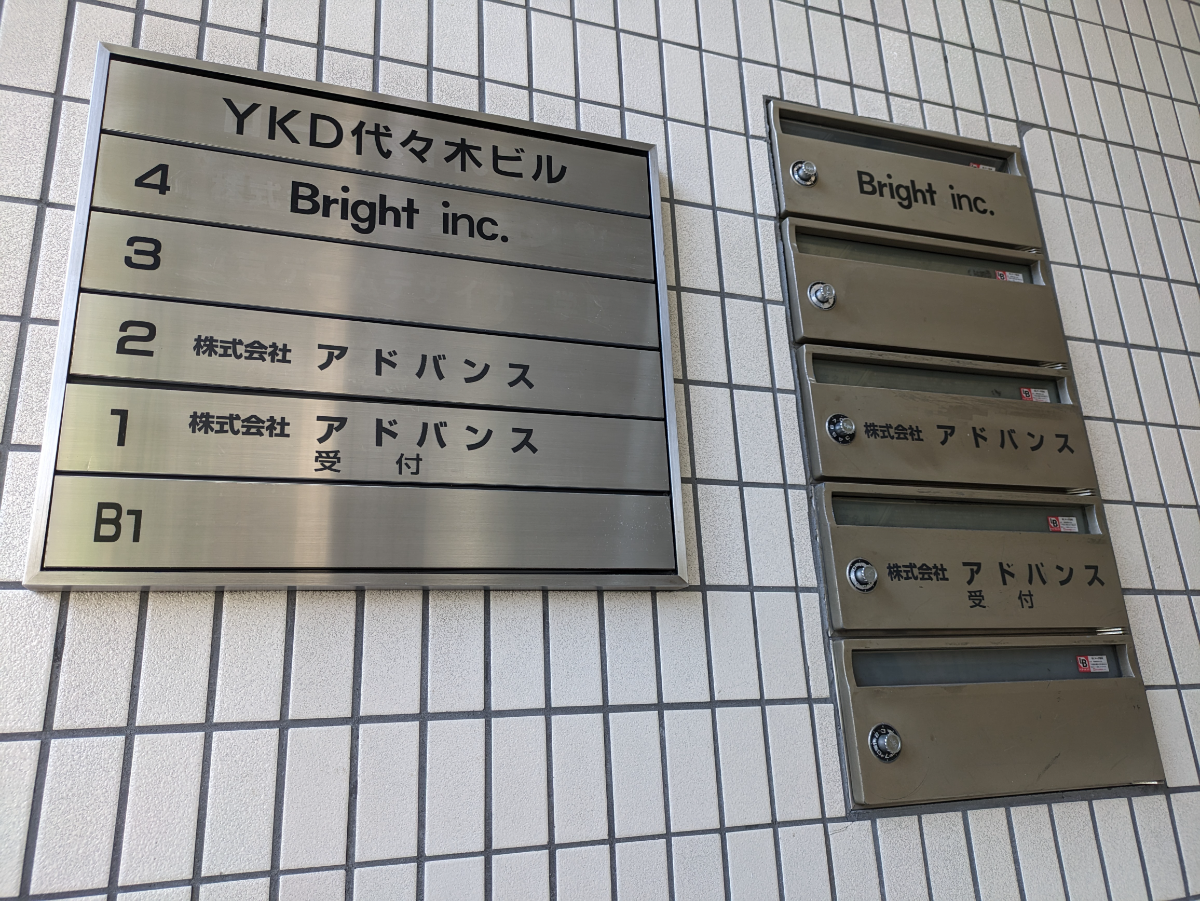 YKD代々木ビル
4 Bright inc.
3
2 株式会社 アドバンス
1 株式会社 アドバンス
受付
B1
Bright inc.
株式会社 アドバンス
株式会社 アドバンス
受付